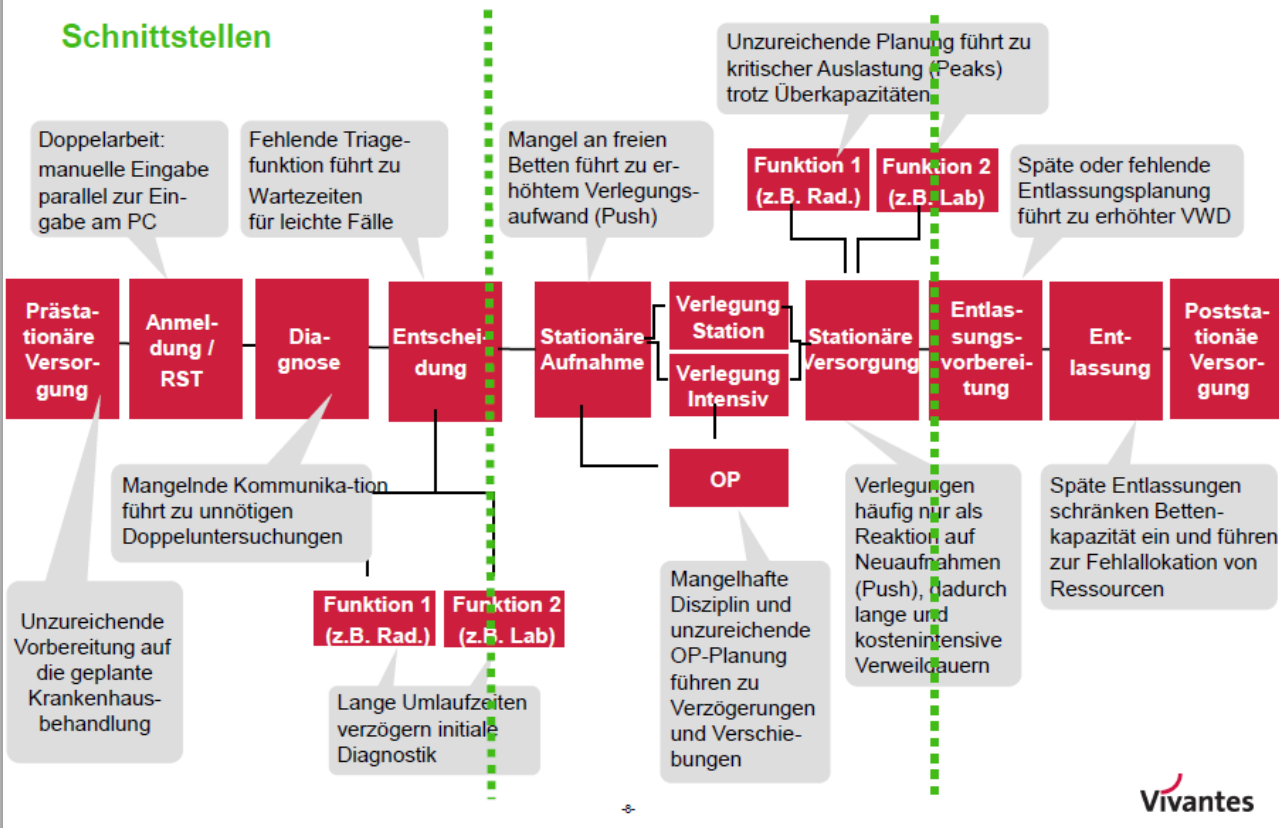 Schnittstellen
Unzureichende Planung führt zu
kritischer Auslastung (Peaks)
trotz Überkapazitäten
Doppelarbeit:
manuelle Eingabe
parallel zur Ein-
gabe am PC
Fehlende Triage-
funktion führt zu
Wartezeiten
für leichte Fälle
Mangel an freien
Betten führt zu er-
höhtem Verlegungs-
aufwand (Push)
Funktion 1
(z.B. Rad.)
Funktion 2
(z.B. Lab)
Späte oder fehlende
Entlassungsplanung
führt zu erhöhter VWD
Prästa-
tionäre
Versor-
gung
Anmel-
dung /
RST
Dia-
gnose
Entschei-
dung
Stationäre
Aufnahme
Verlegung
Station
Verlegung
Intensiv
Stationäre
Versorgung
Entlas-
sungs-
vorberei-
tung
Ent-
lassung
Poststa-
tionäe
Versor-
gung
OP
Mangelnde Kommunika-tion
führt zu unnötigen
Doppeluntersuchungen
Verlegungen
häufig nur als
Reaktion auf
Neuaufnahmen
(Push), dadurch
lange und
kostenintensive
Verweildauern
Späte Entlassungen
schränken Betten-
kapazität ein und führen
zur Fehlallokation von
Ressourcen
Unzureichende
Vorbereitung auf
die geplante
Krankenhaus-
behandlung
Funktion 1
(z.B. Rad.)
Funktion 2
(z.B. Lab)
Mangelhafte
Disziplin und
unzureichende
OP-Planung
führen zu
Verzögerungen
und Verschie-
bungen
Lange Umlaufzeiten
verzögern initiale
Diagnostik
-8-
Vivantes